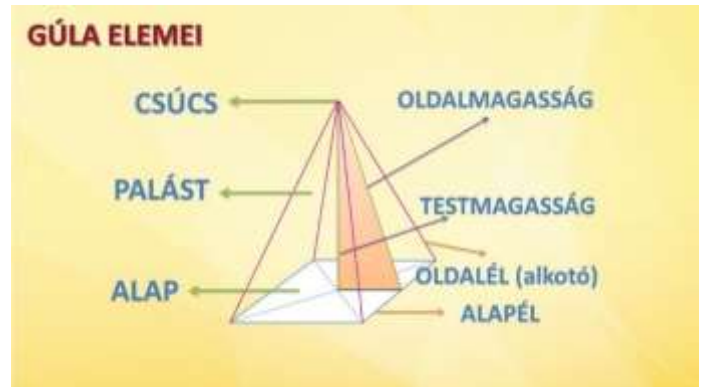 GÚLA ELEMEI
CSÚCS
OLDALMAGASSÁG
PALÁST
TESTMAGASSÁG
OLDALÉL (alkotó)
ALAP
ALAPÉL